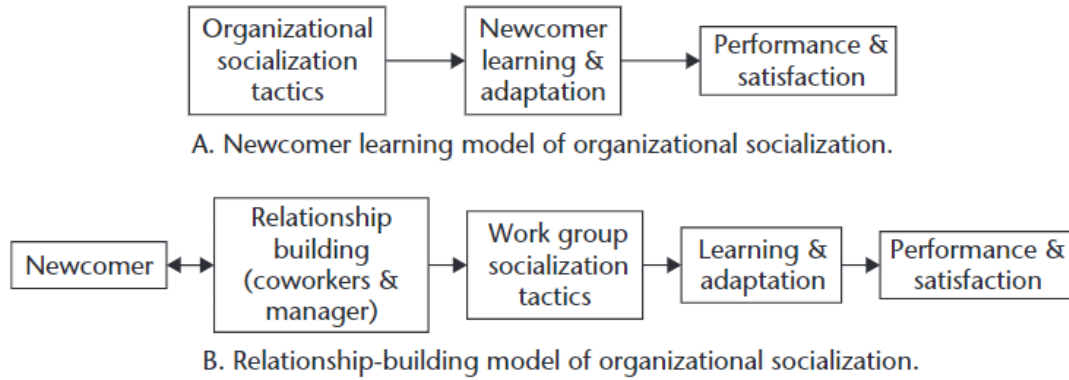 Organizational
socialization
tactics
Newcomer
learning &
adaptation
Performance &
satisfaction
A. Newcomer learning model of organizational socialization.
Newcomer
Relationship
building
(coworkers &
manager)
Work group
socialization
tactics
Learning &
adaptation
Performance &
satisfaction
B. Relationship-building model of organizational socialization.